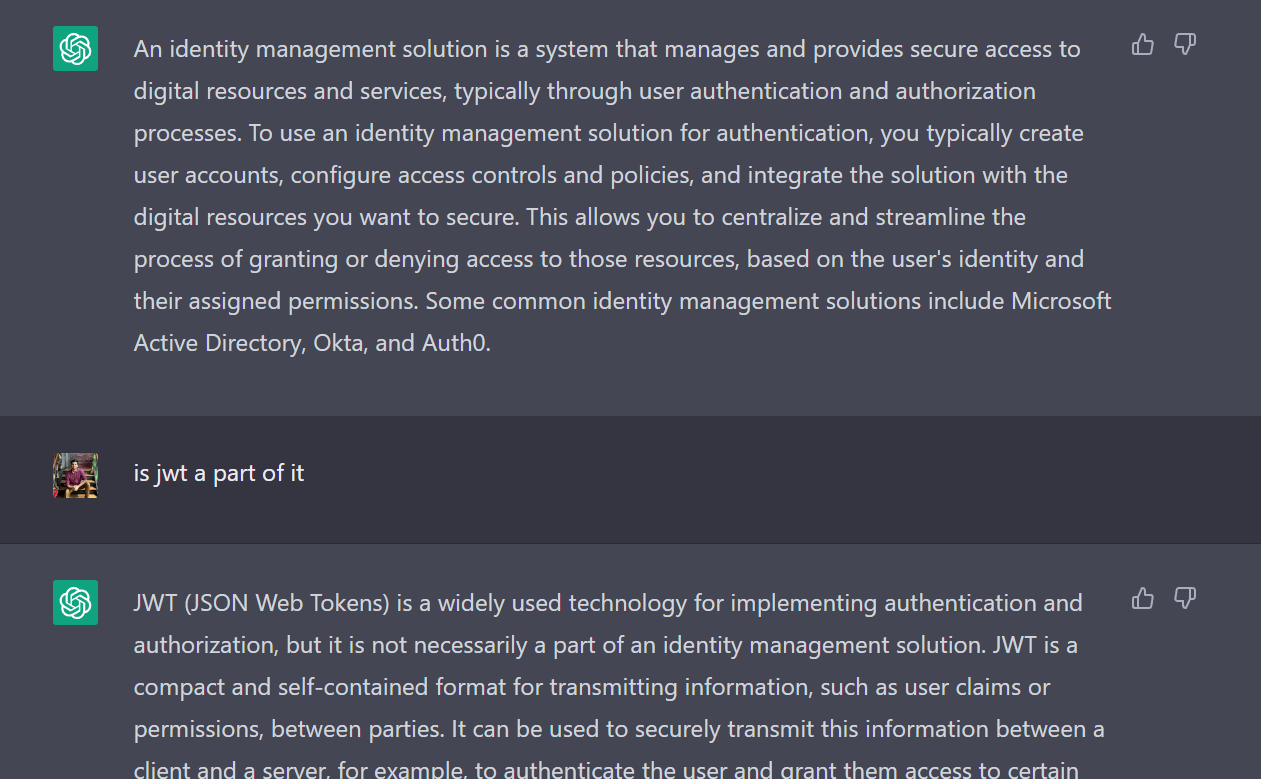 An identity management solution is a system that manages and provides secure access to
digital resources and services, typically through user authentication and authorization
processes. To use an identity management solution for authentication, you typically create
user accounts, configure access controls and policies, and integrate the solution with the
digital resources you want to secure. This allows you to centralize and streamline the
process of granting or denying access to those resources, based on the user's identity and
their assigned permissions. Some common identity management solutions include Microsoft
Active Directory, Okta, and Auth0.
is jwt a part of it
JWT (JSON Web Tokens) is a widely used technology for implementing authentication and
authorization, but it is not necessarily a part of an identity management solution. JWT is a
compact and self-contained format for transmitting information, such as user claims or
permissions, between parties. It can be used to securely transmit this information between a
client and a server, for example, to authenticate the user and grant them access to certain